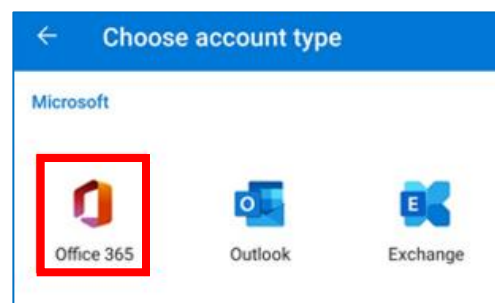 ← Choose account type
Microsoft
Office 365 Outlook Exchange